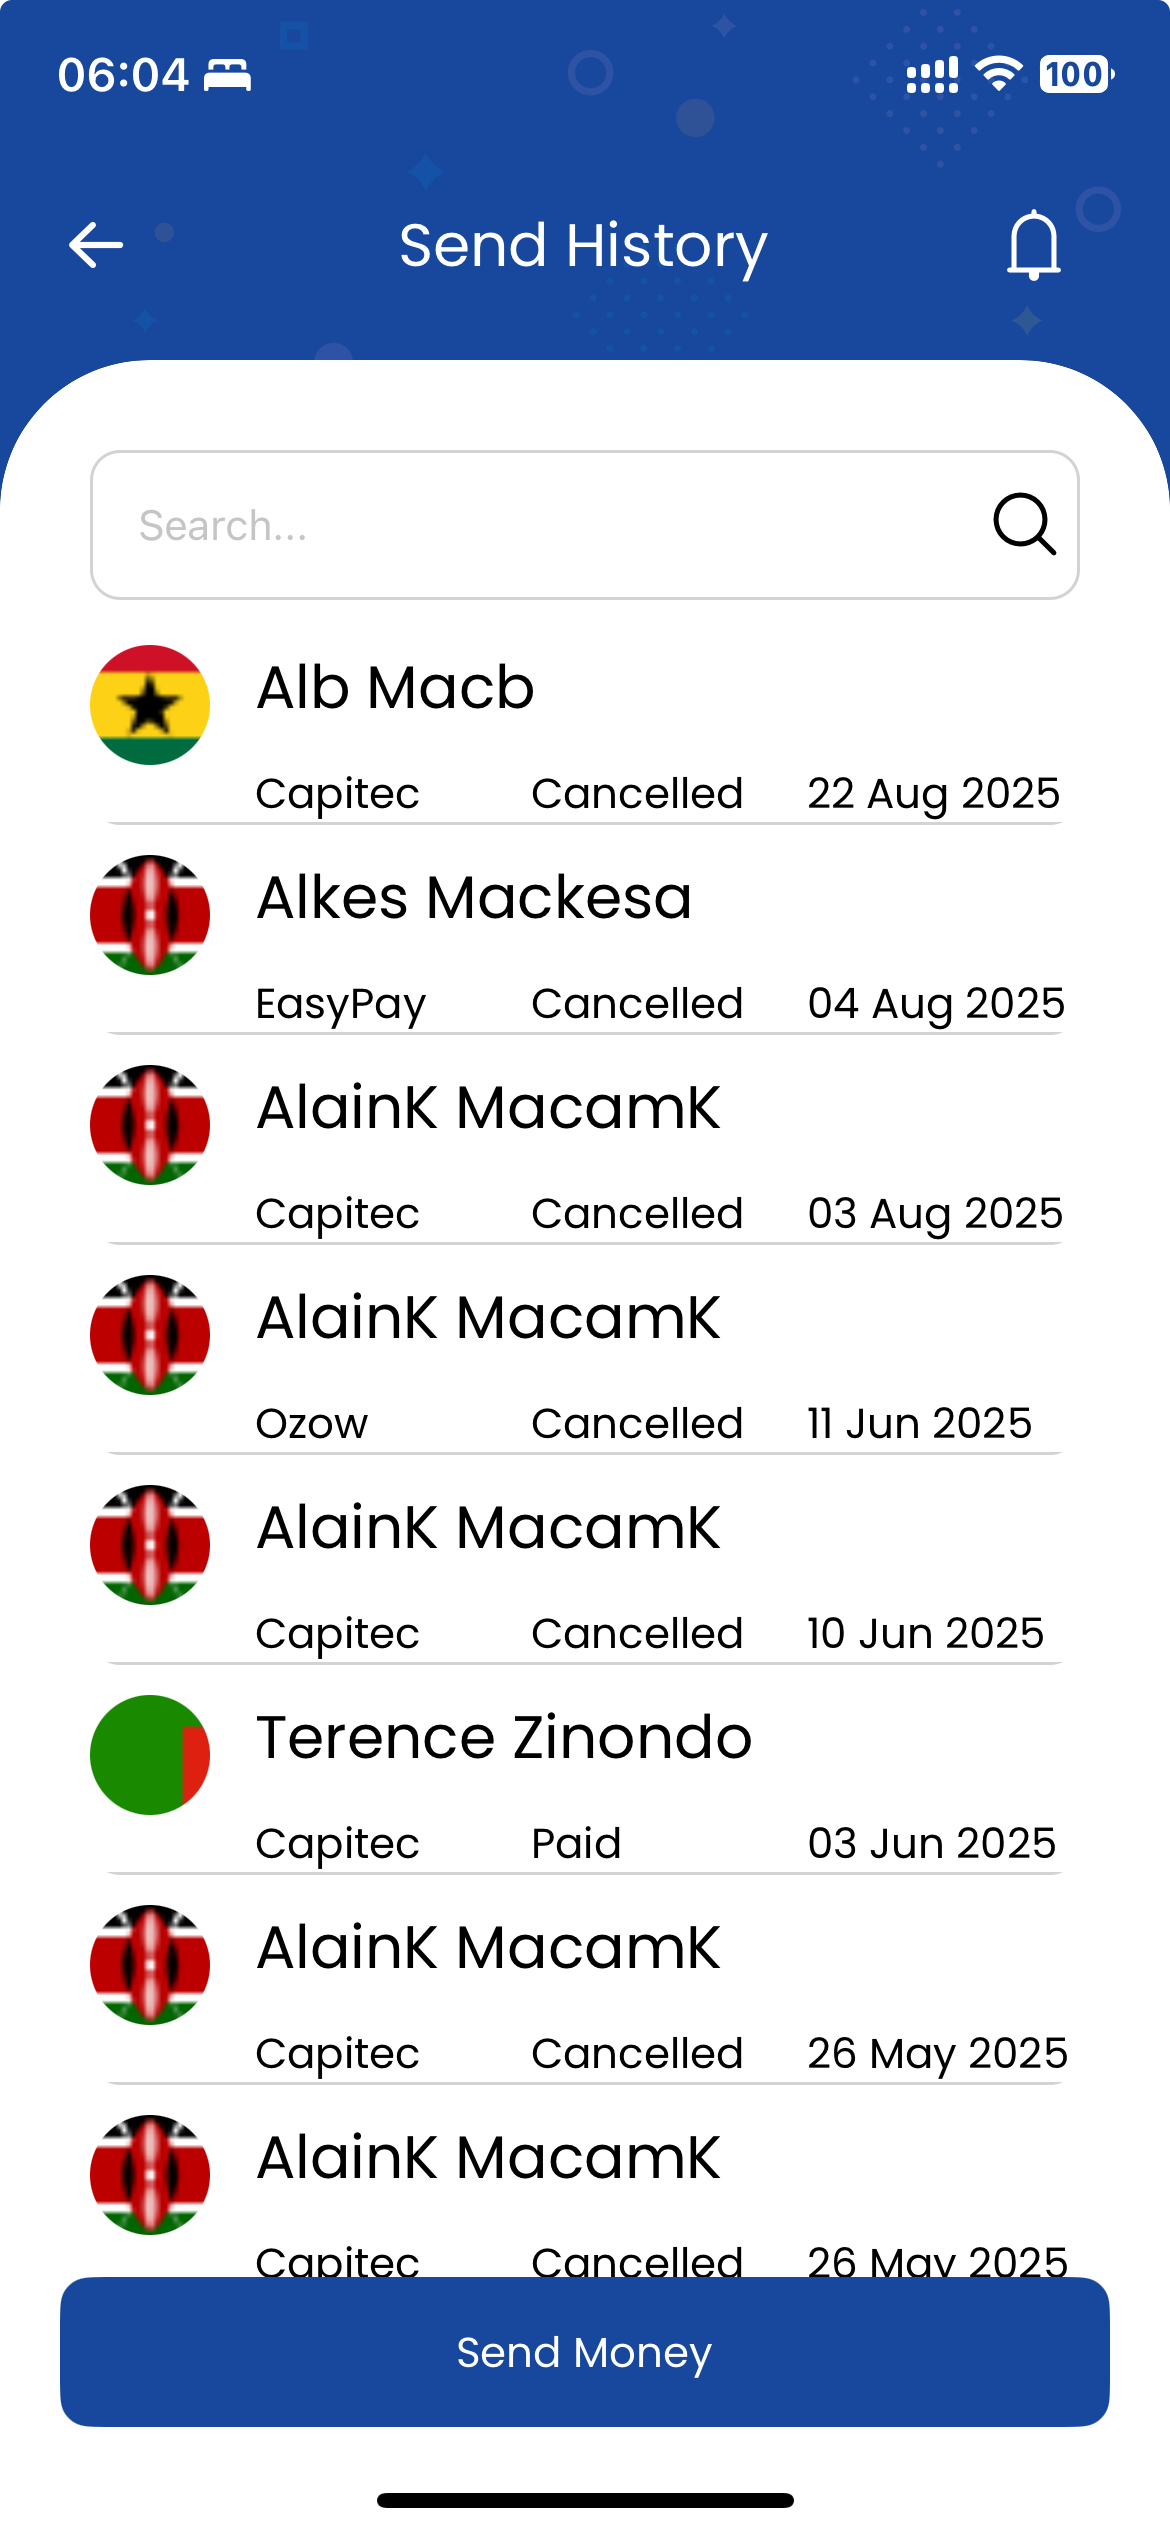 06:04
100
Send History
Search...
Alb Macb
Capitec Cancelled 22 Aug 2025
Alkes Mackesa
EasyPay Cancelled 04 Aug 2025
AlainK MacamK
Capitec Cancelled 03 Aug 2025
AlainK MacamK
Ozow Cancelled 11 Jun 2025
AlainK MacamK
Capitec Cancelled 10 Jun 2025
Terence Zinondo
Capitec Paid 03 Jun 2025
AlainK MacamK
Capitec Cancelled 26 May 2025
AlainK MacamK
Capitec Cancelled 26 May 2025
Send Money